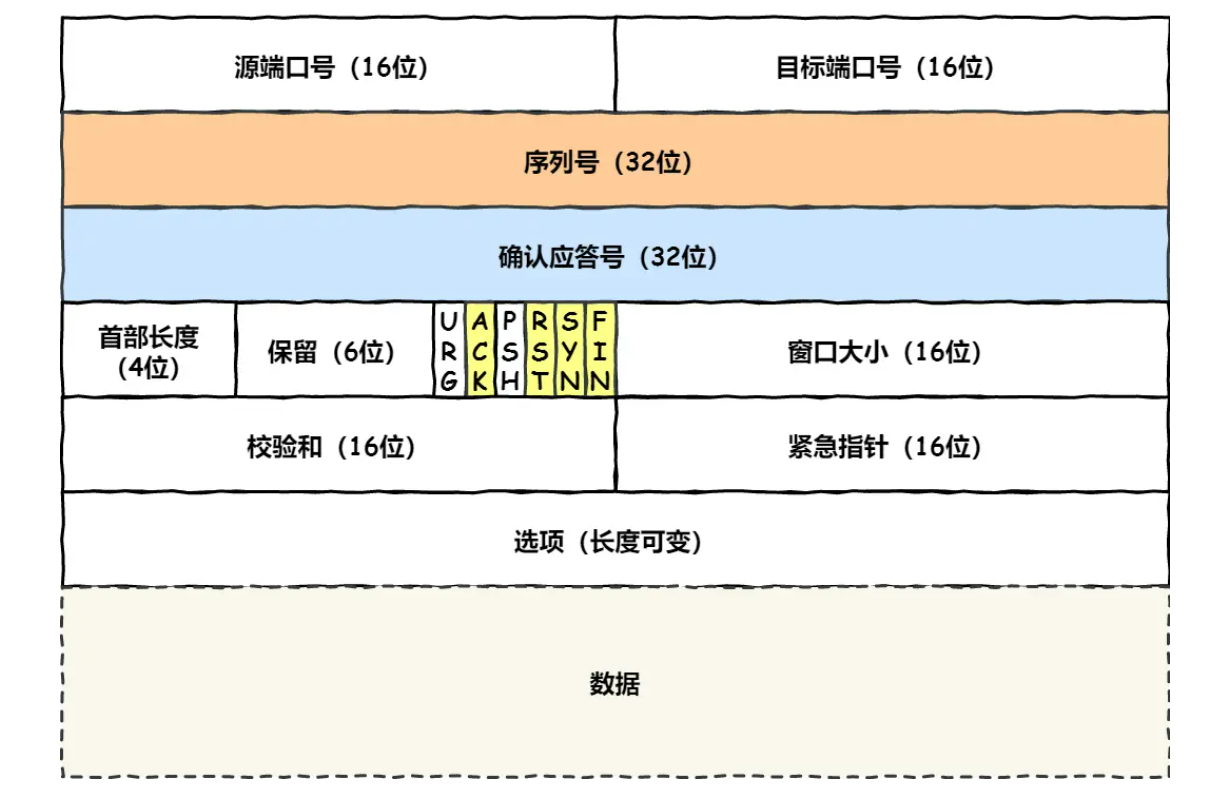 源端口号（16位）
目标端口号（16位）
序列号（32位）
确认应答号（32位）
首部长度
（4位）
保留（6位）
URG
ACK
PSH
RST
SYN
FIN
窗口大小（16位）
校验和（16位）
紧急指针（16位）
选项（长度可变）
数据